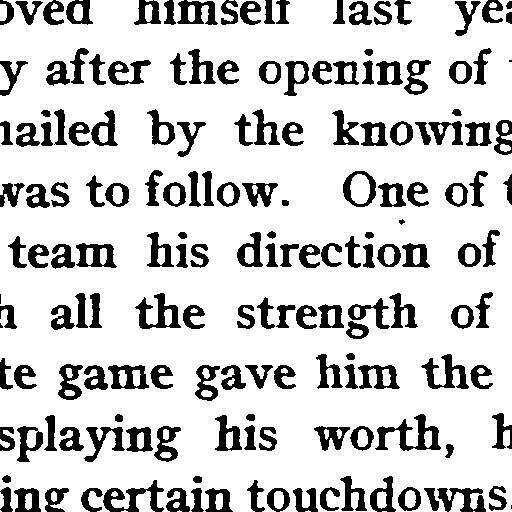 oved himself last yea
y after the opening of
nailed by the knowing
was to follow. One of t
team his direction of
h all the strength of
te game gave him the
splaying his worth, h
ing certain touchdowns.